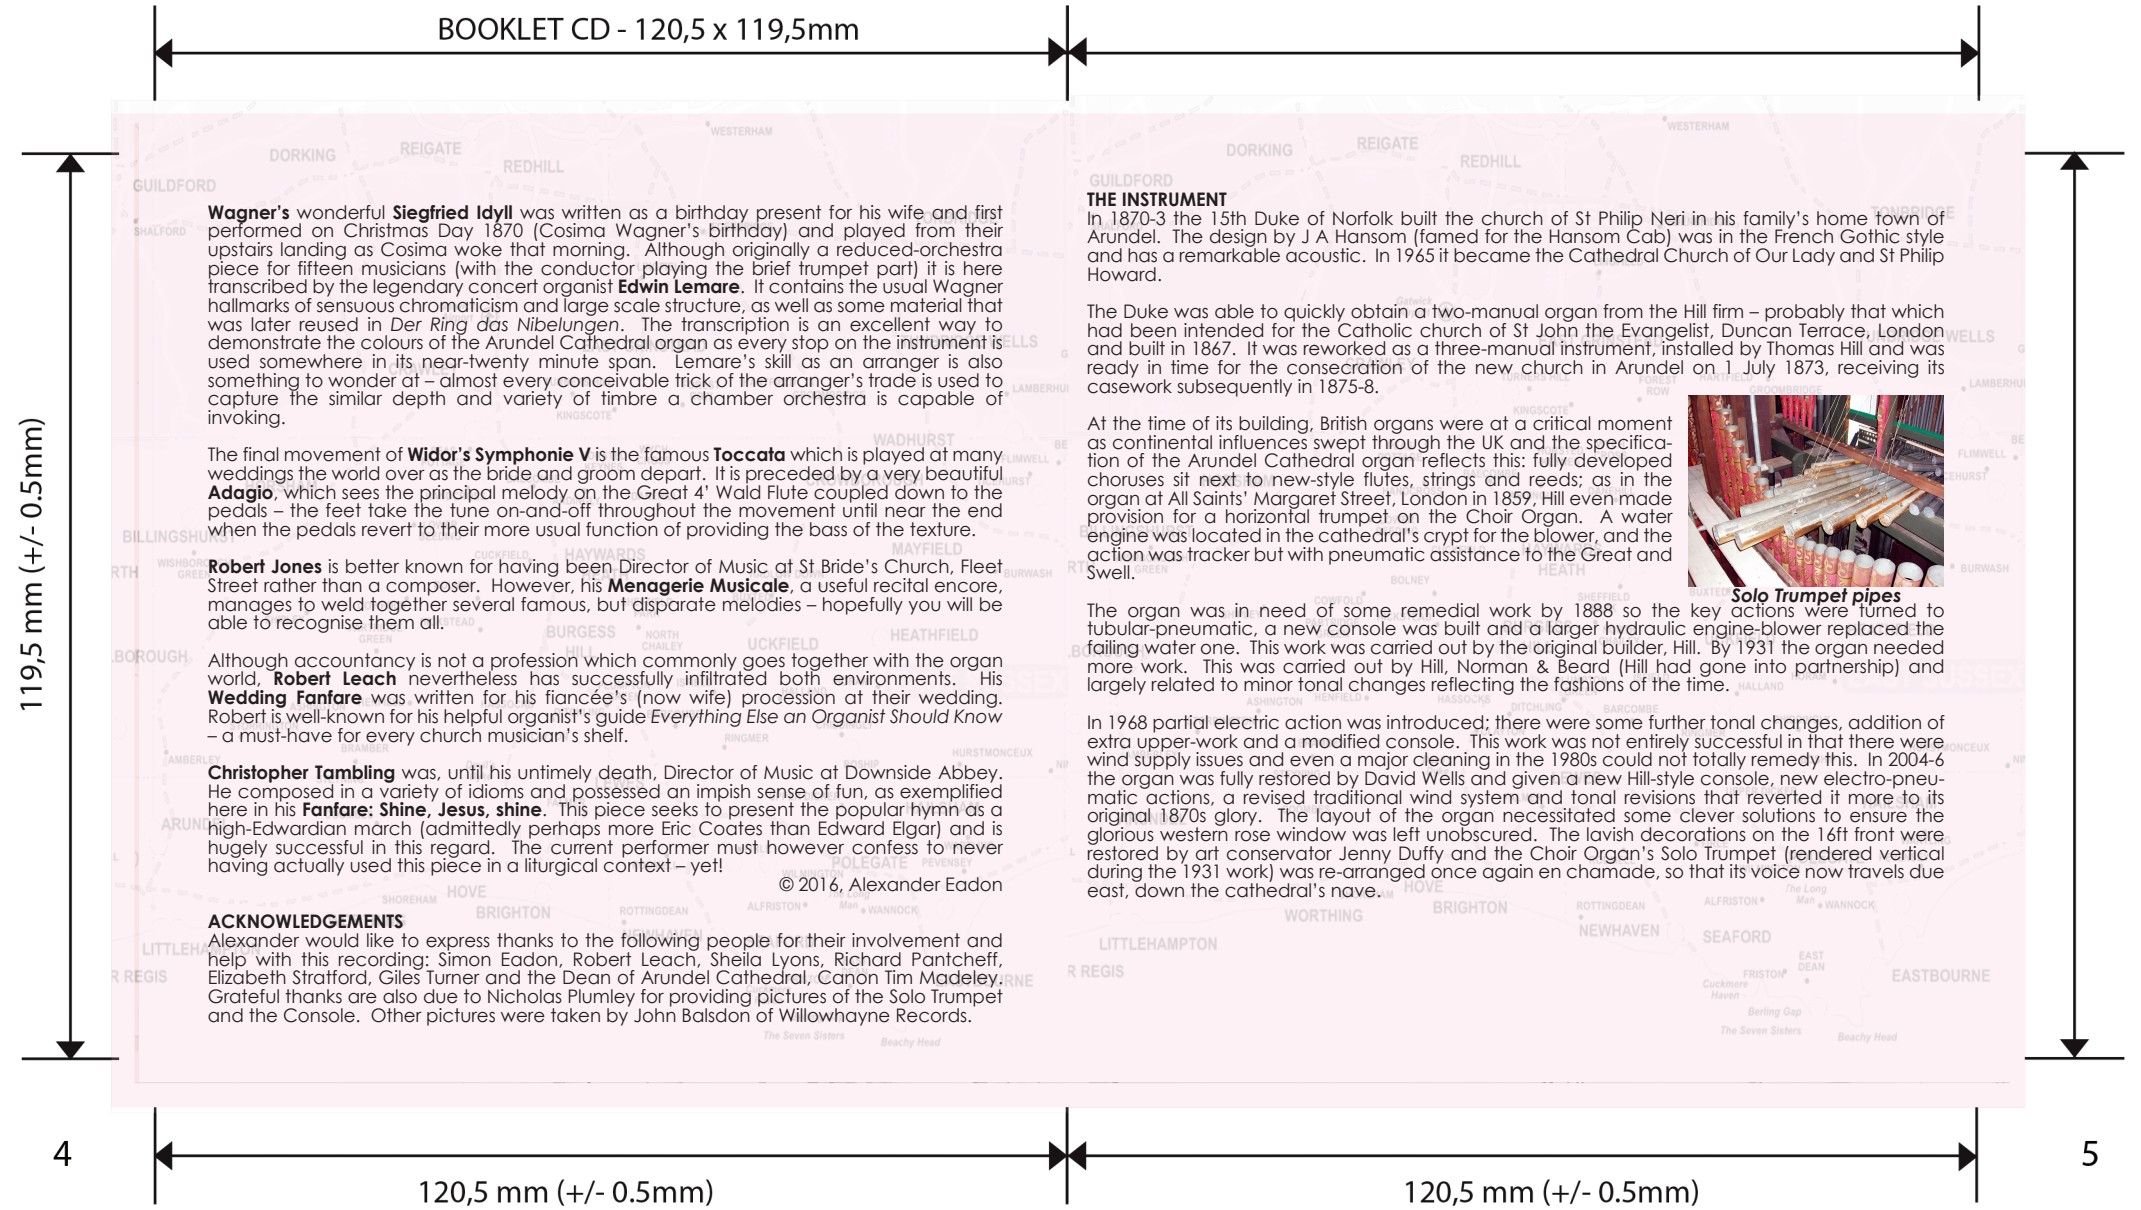 BOOKLET CD - 120,5 x 119,5mm
119,5 mm (+/- 0.5mm)
Wagner's wonderful Siegfried Idyll was written as a birthday present for his wife and first
performed on Christmas Day 1870 (Cosima Wagner's birthday) and played from their
upstairs landing as Cosima woke that morning. Although originally a reduced-orchestra
piece for fifteen musicians (with the conductor playing the brief trumpet part) it is here
transcribed by the legendary concert organist Edwin Lemare. It contains the usual Wagner
hallmarks of sensuous chromaticism and large scale structure, as well as some material that
was later reused in Der Ring das Nibelungen. The transcription is an excellent way to
demonstrate the colours of the Arundel Cathedral organ as every stop on the instrument is
used somewhere in its near-twenty minute span. Lemare's skill as an arranger is also
something to wonder at – almost every conceivable trick of the arranger's trade is used to
capture the similar depth and variety of timbre a chamber orchestra is capable of
invoking.
The final movement of Widor's Symphonie V is the famous Toccata which is played at many
weddings the world over as the bride and groom depart. It is preceded by a very beautiful
Adagio, which sees the principal melody on the Great 4' Wald Flute coupled down to the
pedals – the feet take the tune on-and-off throughout the movement until near the end
when the pedals revert to their more usual function of providing the bass of the texture.
Robert Jones is better known for having been Director of Music at St Bride's Church, Fleet
Street rather than a composer. However, his Menagerie Musicale, a useful recital encore,
manages to weld together several famous, but disparate melodies – hopefully you will be
able to recognise them all.
Although accountancy is not a profession which commonly goes together with the organ
world, Robert Leach nevertheless has successfully infiltrated both environments. His
Wedding Fanfare was written for his fiancée's (now wife) procession at their wedding.
Robert is well-known for his helpful organist's guide Everything Else an Organist Should Know
– a must-have for every church musician's shelf.
Christopher Tambling was, until his untimely death, Director of Music at Downside Abbey.
He composed in a variety of idioms and possessed an impish sense of fun, as exemplified
here in his Fanfare: Shine, Jesus, shine. This piece seeks to present the popular hymn as a
high-Edwardian march (admittedly perhaps more Eric Coates than Edward Elgar) and is
hugely successful in this regard. The current performer must however confess to never
having actually used this piece in a liturgical context – yet!
© 2016, Alexander Eadon
ACKNOWLEDGEMENTS
Alexander would like to express thanks to the following people for their involvement and
help with this recording: Simon Eadon, Robert Leach, Sheila Lyons, Richard Pantcheff,
Elizabeth Stratford, Giles Turner and the Dean of Arundel Cathedral, Canon Tim Madeley.
Grateful thanks are also due to Nicholas Plumley for providing pictures of the Solo Trumpet
and the Console. Other pictures were taken by John Balsdon of Willowhayne Records.
4
120,5 mm (+/- 0.5mm)
THE INSTRUMENT
In 1870-3 the 15th Duke of Norfolk built the church of St Philip Neri in his family's home town of
Arundel. The design by J A Hansom (famed for the Hansom Cab) was in the French Gothic style
and has a remarkable acoustic. In 1965 it became the Cathedral Church of Our Lady and St Philip
Howard.
The Duke was able to quickly obtain a two-manual organ from the Hill firm – probably that which
had been intended for the Catholic church of St John the Evangelist, Duncan Terrace, London
and built in 1867. It was reworked as a three-manual instrument, installed by Thomas Hill and was
ready in time for the consecration of the new church in Arundel on 1 July 1873, receiving its
casework subsequently in 1875-8.
At the time of its building, British organs were at a critical moment
as continental influences swept through the UK and the specifica-
tion of the Arundel Cathedral organ reflects this: fully developed
choruses sit next to new-style flutes, strings and reeds; as in the
organ at All Saints' Margaret Street, London in 1859, Hill even made
provision for a horizontal trumpet on the Choir Organ. A water
engine was located in the cathedral's crypt for the blower, and the
action was tracker but with pneumatic assistance to the Great and
Swell.
Solo Trumpet pipes
The organ was in need of some remedial work by 1888 so the key actions were turned to
tubular-pneumatic, a new console was built and a larger hydraulic engine-blower replaced the
failing water one. This work was carried out by the original builder, Hill. By 1931 the organ needed
more work. This was carried out by Hill, Norman & Beard (Hill had gone into partnership) and
largely related to minor tonal changes reflecting the fashions of the time.
In 1968 partial electric action was introduced; there were some further tonal changes, addition of
extra upper-work and a modified console. This work was not entirely successful in that there were
wind supply issues and even a major cleaning in the 1980s could not totally remedy this. In 2004-6
the organ was fully restored by David Wells and given a new Hill-style console, new electro-pneu-
matic actions, a revised traditional wind system and tonal revisions that reverted it more to its
original 1870s glory. The layout of the organ necessitated some clever solutions to ensure the
glorious western rose window was left unobscured. The lavish decorations on the 16ft front were
restored by art conservator Jenny Duffy and the Choir Organ's Solo Trumpet (rendered vertical
during the 1931 work) was re-arranged once again en chamade, so that its voice now travels due
east, down the cathedral's nave.
120,5 mm (+/- 0.5mm)
5